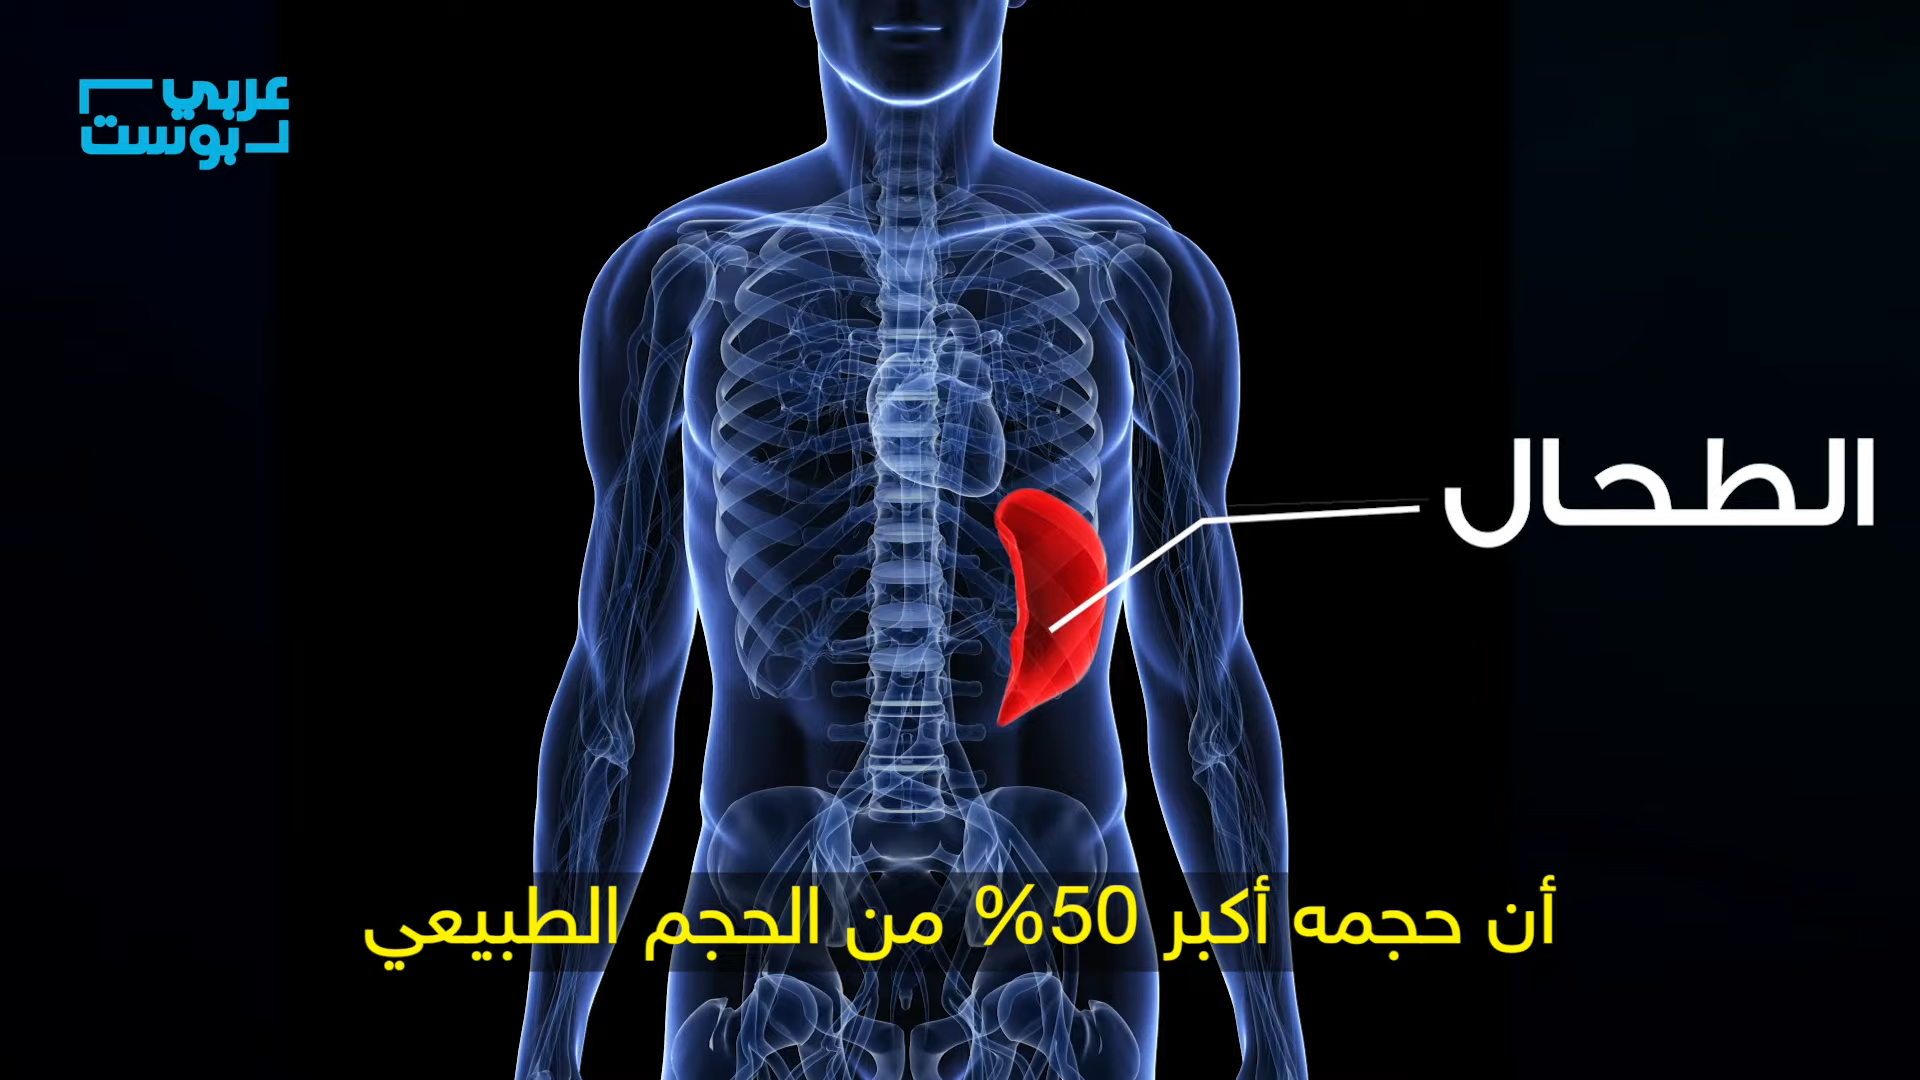 عربي
بوست
الطحال
أن حجمه أكبر 50% من الحجم الطبيعي